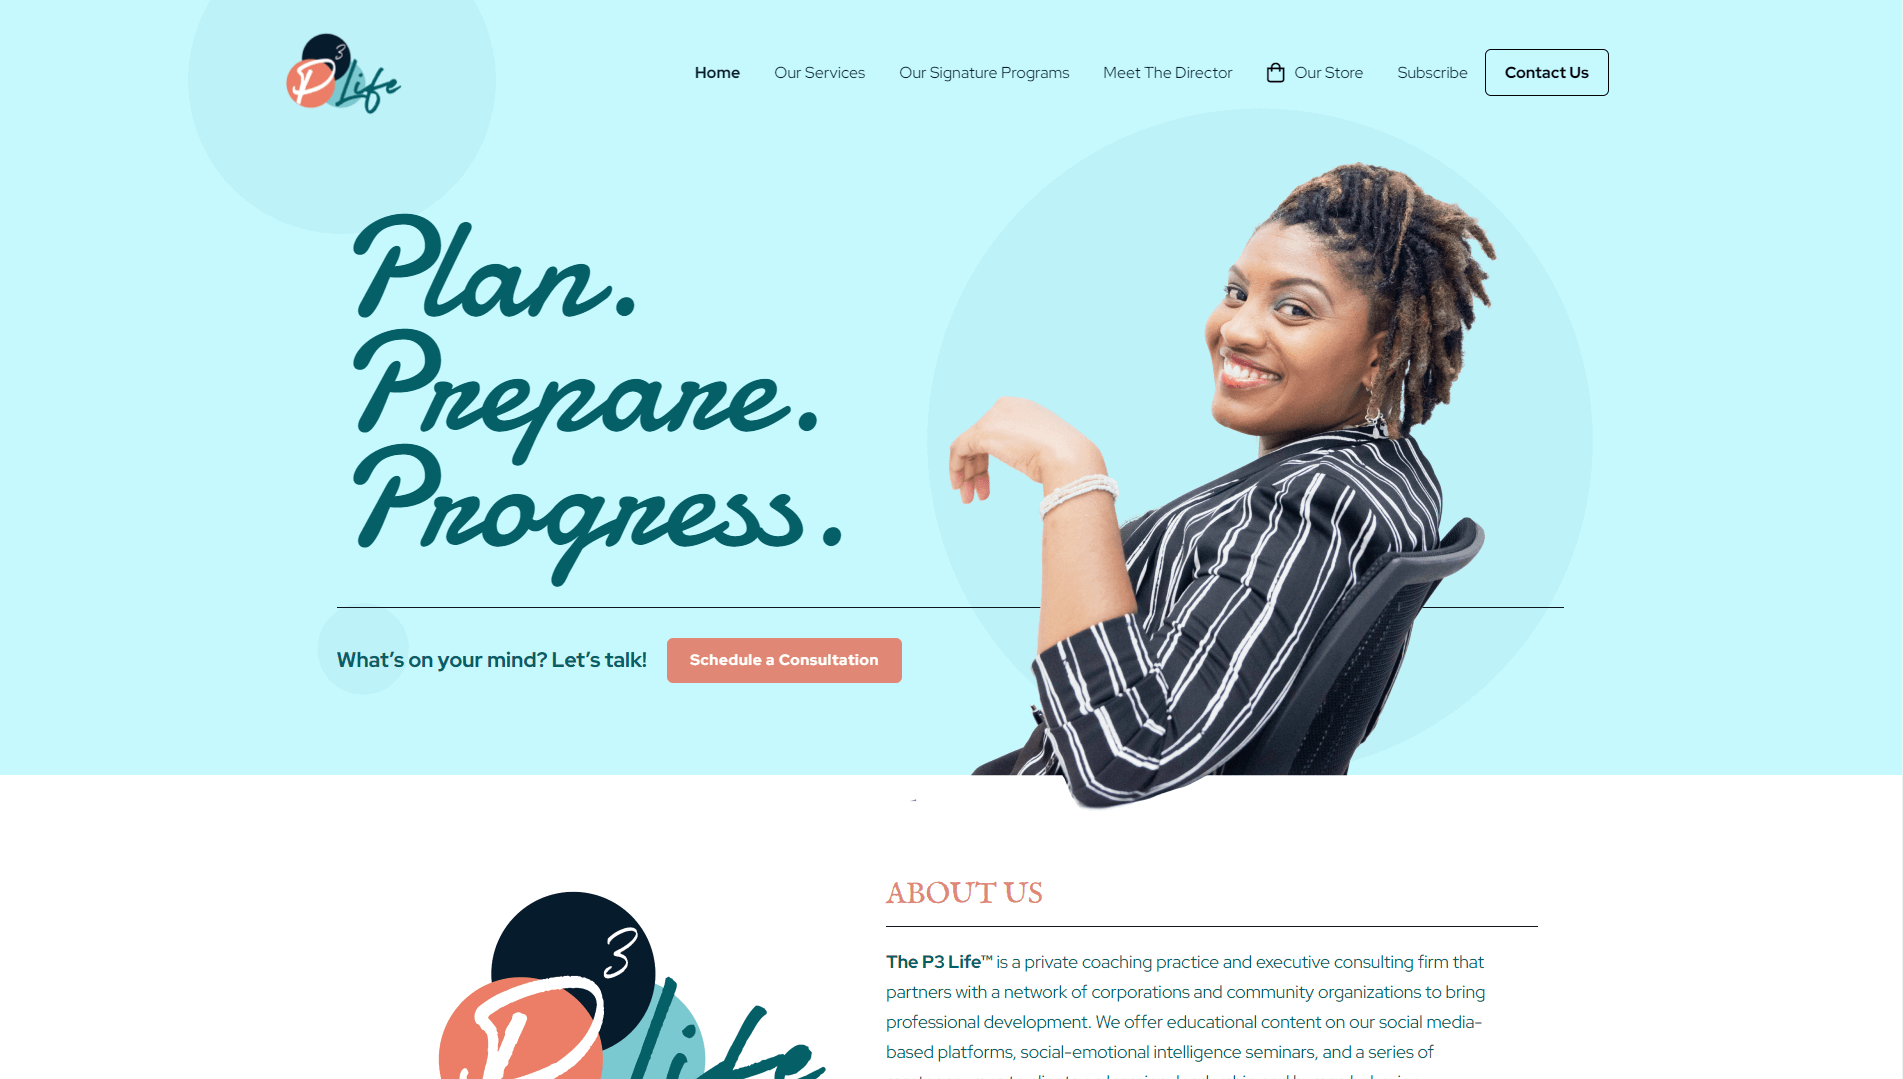 P3 Life
Home Our Services Our Signature Programs Meet The Director Our Store Subscribe Contact Us
Plan.
Prepare.
Progress.
What's on your mind? Let's talk! Schedule a Consultation
P3 Life
ABOUT US
The P3 Life™ is a private coaching practice and executive consulting firm that
partners with a network of corporations and community organizations to bring
professional development. We offer educational content on our social media-
based platforms, social-emotional intelligence seminars, and a series of